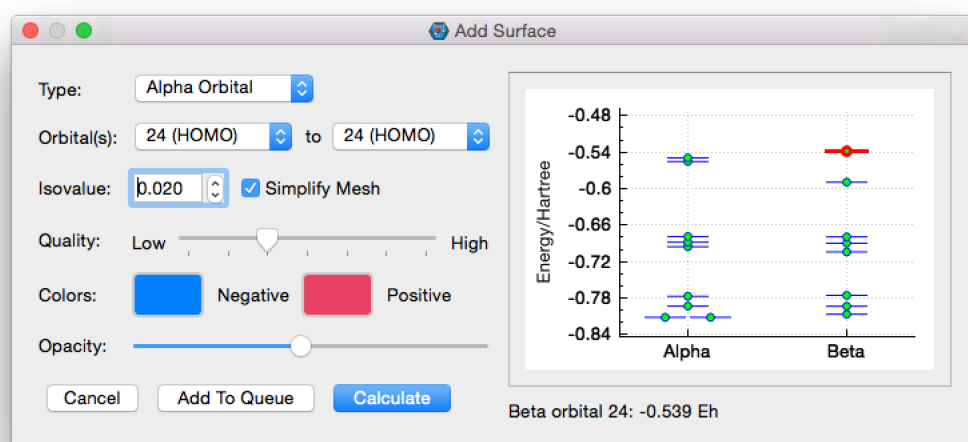 Add Surface
Type: Alpha Orbital
Orbital(s): 24 (HOMO) to 24 (HOMO)
Isovalue: 0.020 Simplify Mesh
Quality: Low High
Colors: Negative Positive
Opacity:
Cancel Add To Queue Calculate
Energy/Hartree
-0.48
-0.54
-0.6
-0.66
-0.72
-0.78
-0.84
Alpha Beta
Beta orbital 24: -0.539 Eh